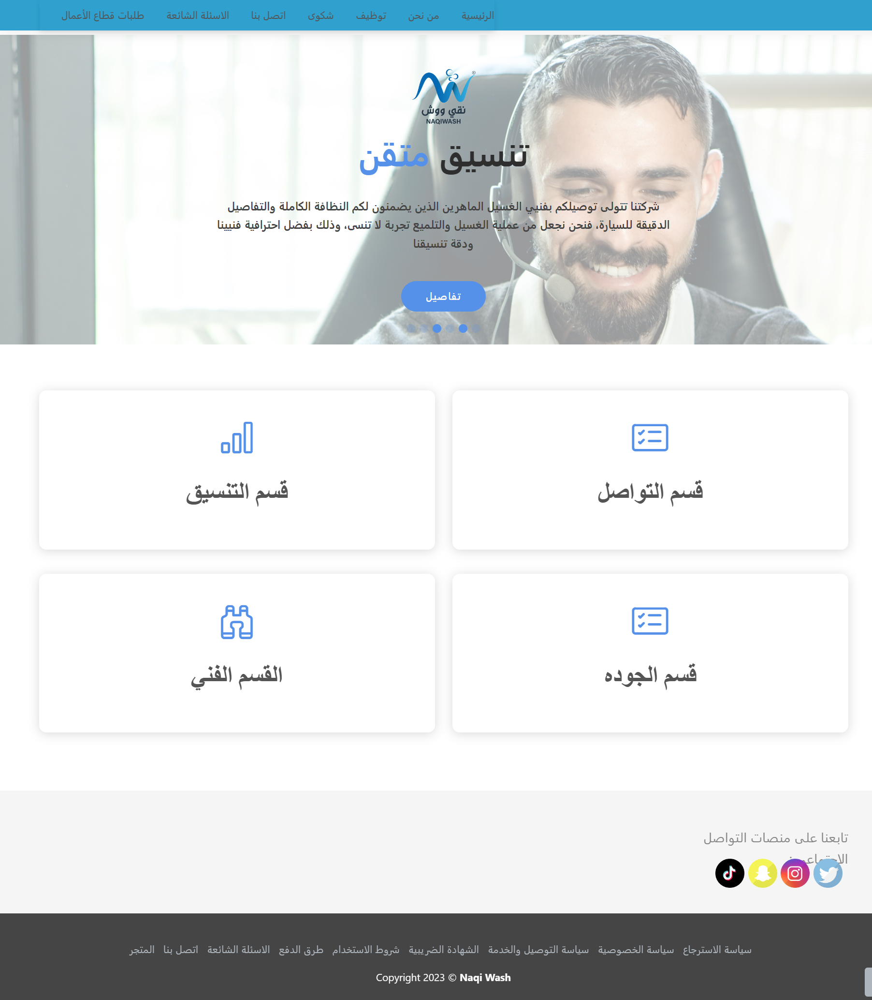 الرئيسية
من نحن
توظيف
شكوى
اتصل بنا
الاسئلة الشائعة
طلبات قطاع الأعمال
نقي ووش
NAQIWASH
تنسيق متقن
شركتنا تتولى توصيلكم بفنيي الغسيل الماهرين الذين يضمنون لكم النظافة الكاملة والتفاصيل
الدقيقة للسيارة، فنحن نجعل من عملية الغسيل والتلميع تجربة لا تنسى، وذلك بفضل احترافية فنيينا
ودقة تنسيقنا
تفاصيل
قسم التواصل
قسم التنسيق
قسم الجوده
القسم الفني
تابعنا على منصات التواصل
سياسة الاسترجاع
سياسة الخصوصية
سياسة التوصيل والخدمة
الشهادة الضريبية
شروط الاستخدام
طرق الدفع
الاسئلة الشائعة
اتصل بنا
المتجر
Copyright 2023 © Naqi Wash